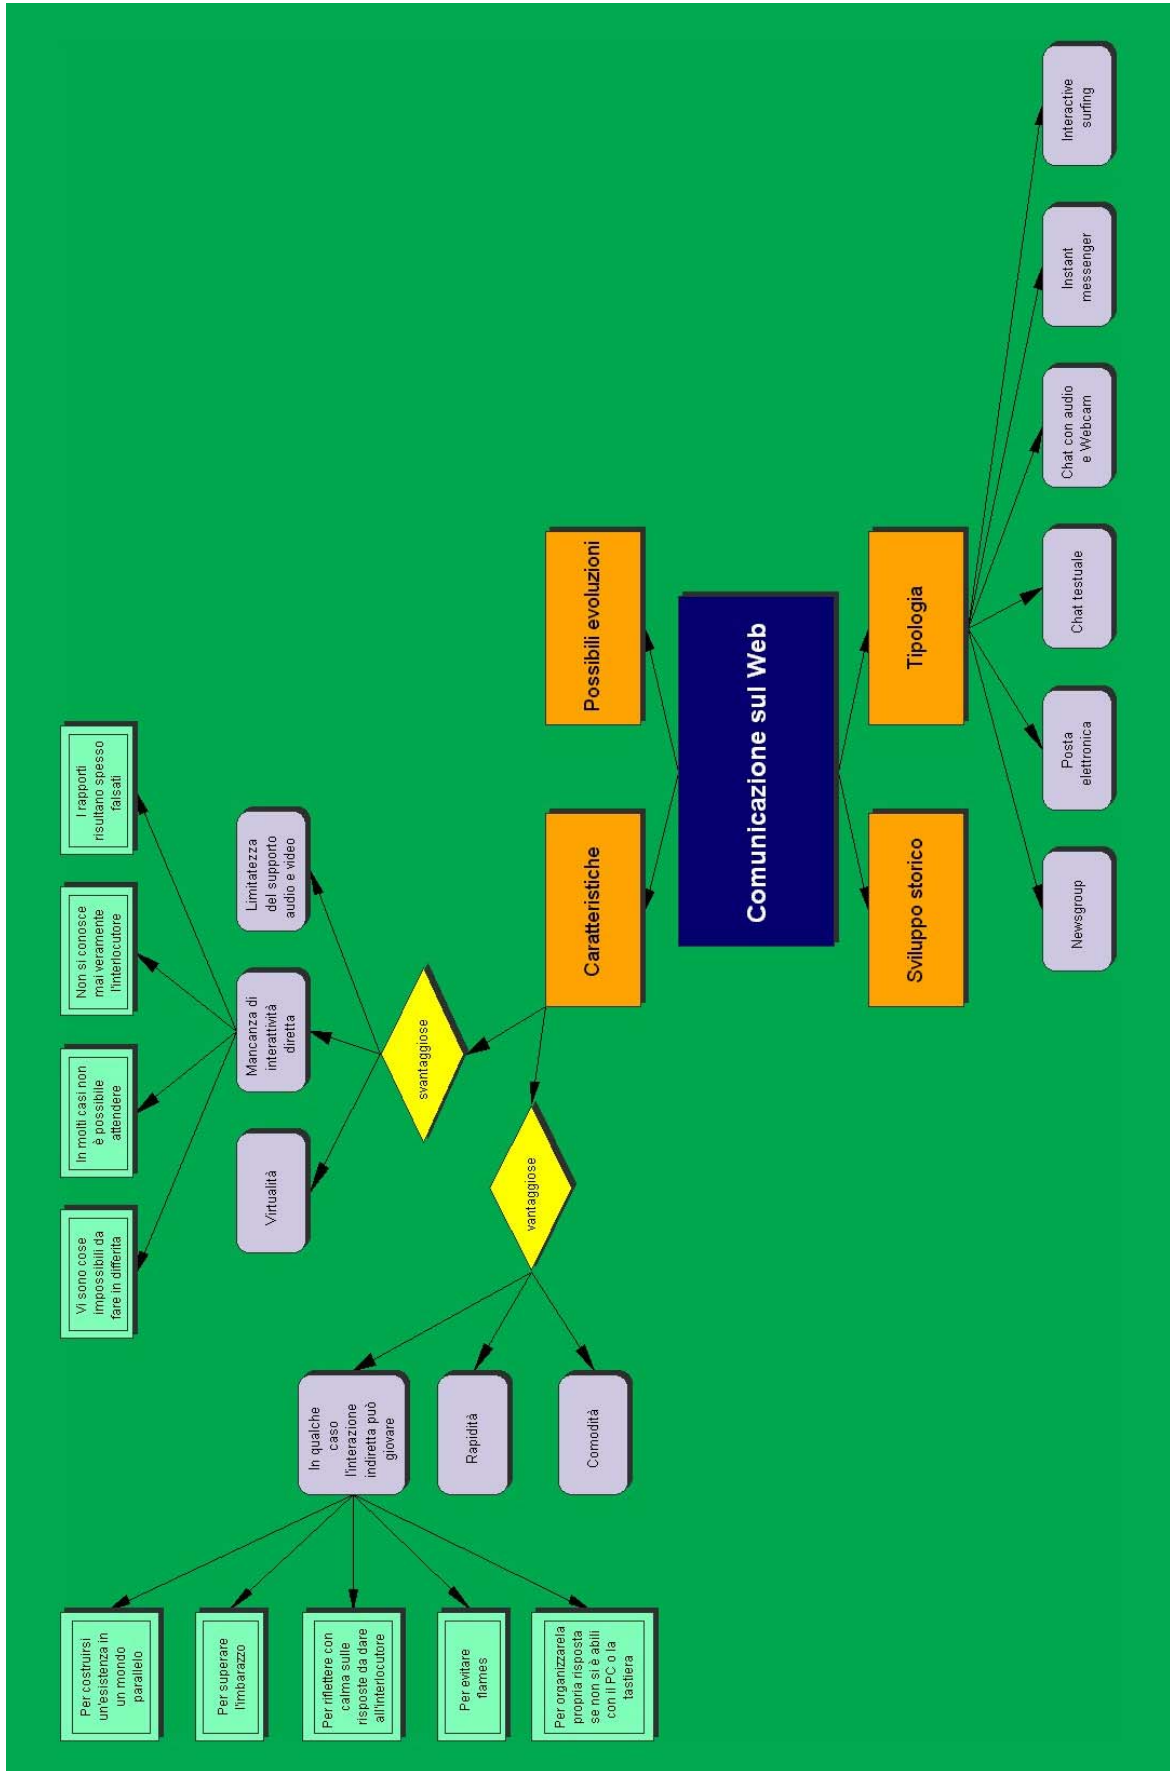 Per costruirsi
un'esistenza in
un mondo
parallelo
Per superare
l'imbarazzo
Per riflettere con
calma sulle
risposte da dare
all'interlocutore
Per evitare
flames
Per organizzarela
propria risposta
se non si è abili
con il PC o la
tastiera
In qualche
caso
l'interazione
indiretta può
giovare
Rapidità
Comodità
Vi sono cose
impossibili da
fare in differita
In molti casi non
è possibile
attendere
Non si conosce
mai veramente
l'interlocutore
I rapporti
risultano spesso
falsati
Virtualità
Mancanza di
interattività
diretta
Limitatezza
del supporto
audio e video
svantaggiose
vantaggiose
Caratteristiche
Possibili evoluzioni
Comunicazione sul Web
Sviluppo storico
Tipologia
Newsgroup
Posta
elettronica
Chat testuale
Chat con audio
e Webcam
Instant
messenger
Interactive
surfing